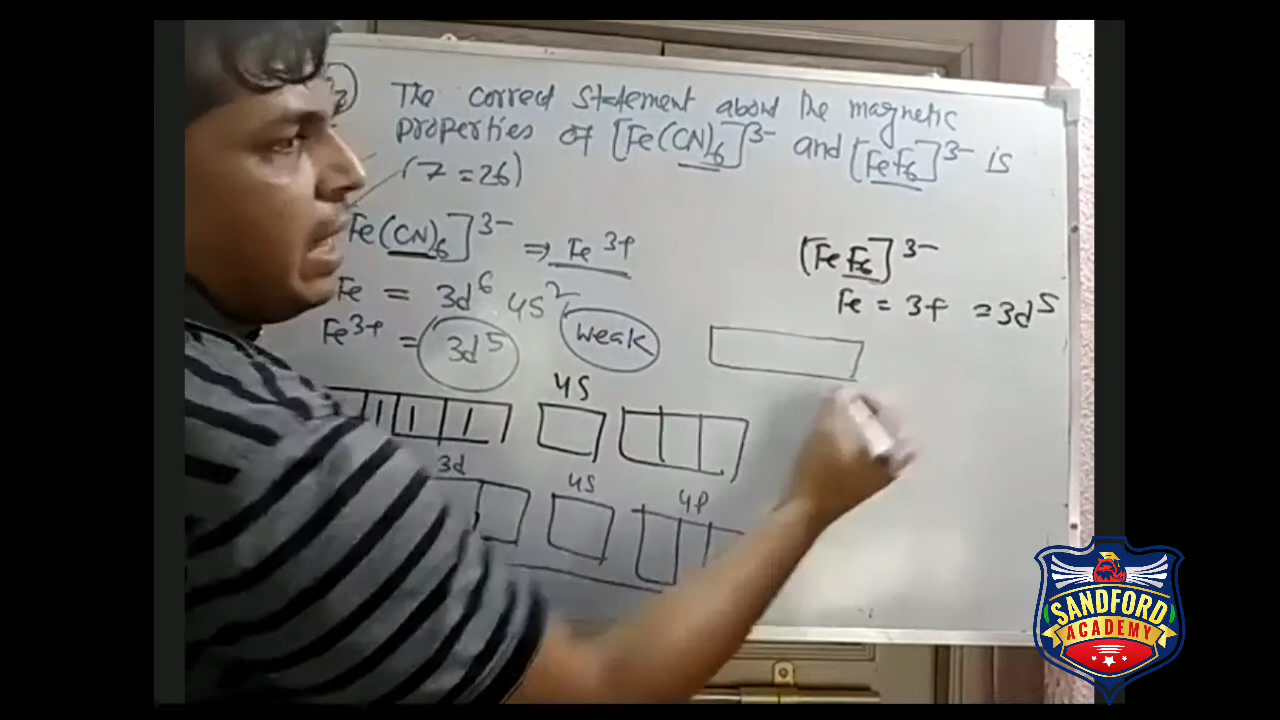 The correct statement about the magnetic
properties of [Fe(CN)6]3- and [FeF6]3- is
(Z = 26)
Fe(CN)6]3- ⇒ Fe 3+
Fe = 3d6 4S2
Fe3+ = 3d5 weak
[FeF6]3-
Fe = 3+ = 3d5
4S
3d
4S
4P
SANDFORD
ACADEMY